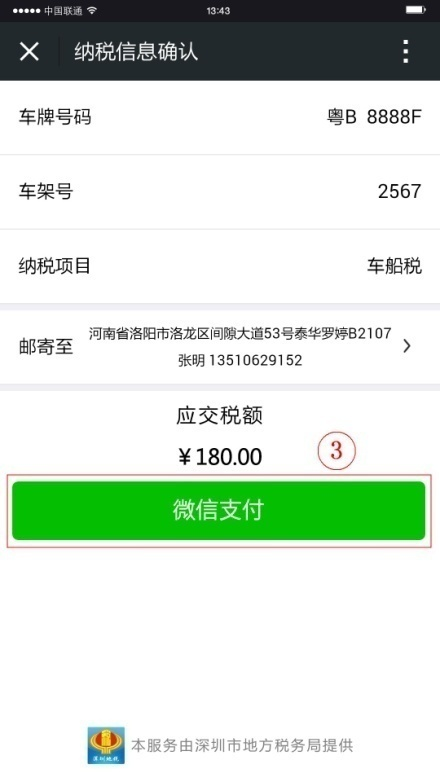 中国联通 13:43
纳税信息确认
车牌号码 粤B 8888F
车架号 2567
纳税项目 车船税
河南省洛阳市洛龙区间隙大道53号泰华罗婷B2107
邮寄至
张明 13510629152
应交税额
¥180.00
③
微信支付
深圳地税
本服务由深圳市地方税务局提供